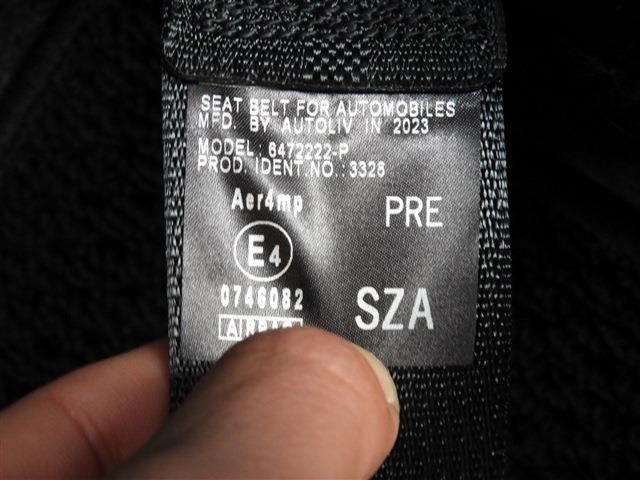 SEAT BELT FOR AUTOMOBILES
MFD. BY AUTOLIV IN 2023
MODEL: 6472222-P
PROD. IDENT.NO.: 3328
Aer4mp
PRE
E4
0746082
SZA
AIRBAG